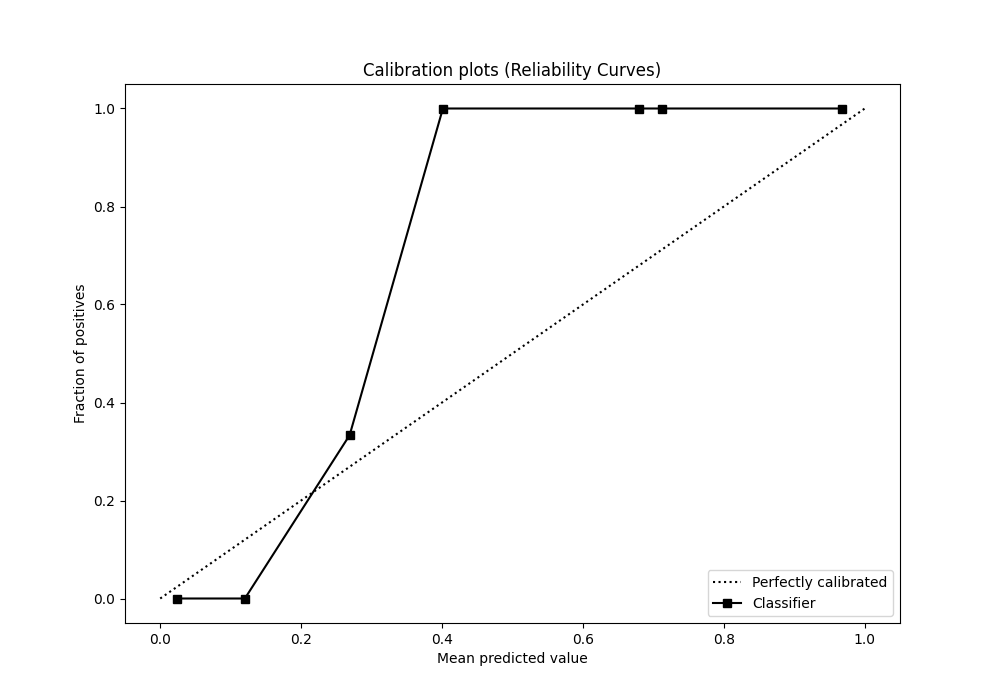 Calibration plots (Reliability Curves)
1.0
0.8
0.6
0.4
0.2
0.0
Fraction of positives
0.0 0.2 0.4 0.6 0.8 1.0
Mean predicted value
Perfectly calibrated
Classifier